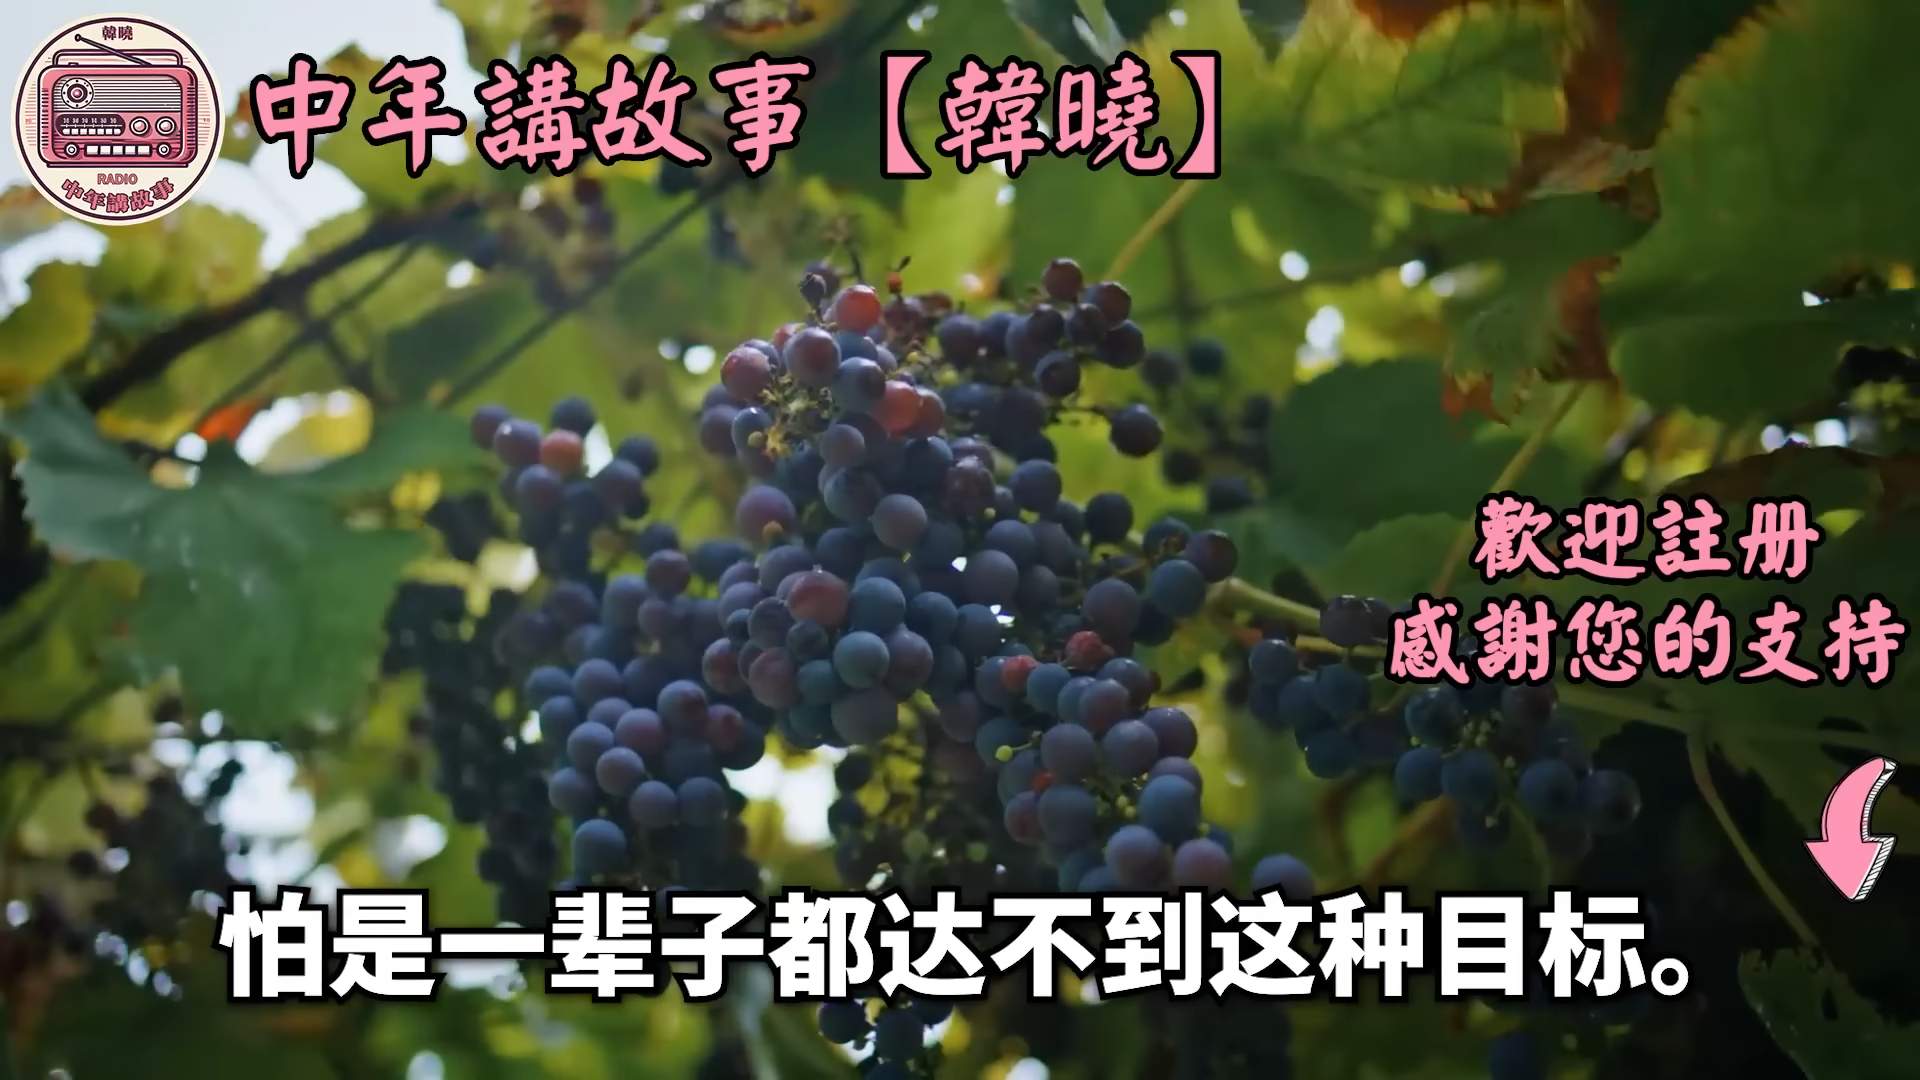 韓曉
RADIO
中年講故事
中年講故事【韓曉】
歡迎註册
感謝您的支持
怕是一辈子都达不到这种目标。